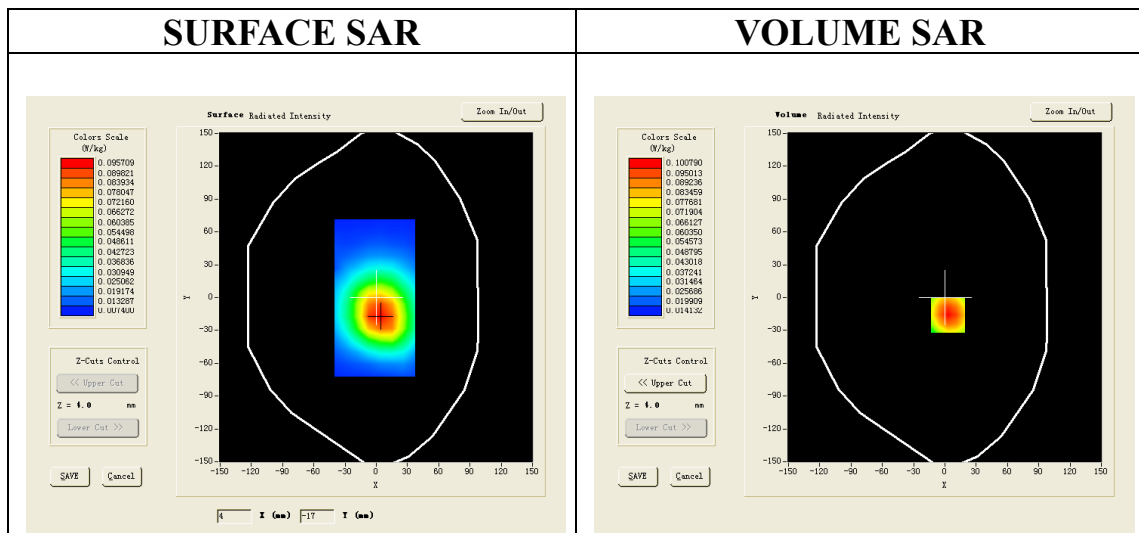 SURFACE SAR
VOLUME SAR
Surface Radiated Intensity
Zoom In/Out
Colors Scale
(W/kg)
0.095709
0.089821
0.083934
0.078047
0.072160
0.066272
0.060385
0.054498
0.048611
0.042723
0.036836
0.030949
0.025062
0.019174
0.013287
0.007400
150
120
90
60
30
0
-30
-60
-90
-120
-150
Y
-150 -120 -90 -60 -30 0 30 60 90 120 150
X
Z-Cuts Control
<< Upper Cut
Z = 4.0 mm
Lower Cut >>
SAVE Cancel
4 X (mm) -17 Y (mm)
Volume Radiated Intensity
Zoom In/Out
Colors Scale
(W/kg)
0.100790
0.095013
0.089236
0.083459
0.077681
0.071904
0.066127
0.060350
0.054573
0.048795
0.043018
0.037241
0.031464
0.025686
0.019909
0.014132
150
120
90
60
30
0
-30
-60
-90
-120
-150
Y
-150 -120 -90 -60 -30 0 30 60 90 120 150
X
Z-Cuts Control
<< Upper Cut
Z = 4.0 mm
Lower Cut >>
SAVE Cancel